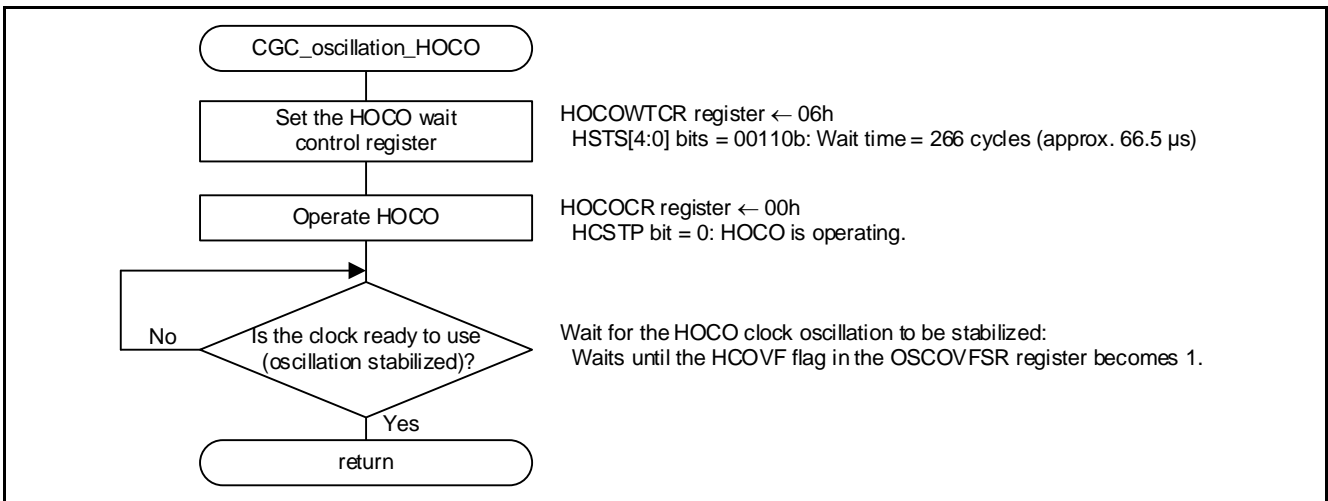 CGC_oscillation_HOCO
Set the HOCO wait
control register
HOCOWTCR register ← 06h
HSTS[4:0] bits = 00110b: Wait time = 266 cycles (approx. 66.5 µs)
Operate HOCO
HOCOCR register ← 00h
HCSTP bit = 0: HOCO is operating.
No
Is the clock ready to use
(oscillation stabilized)?
Wait for the HOCO clock oscillation to be stabilized:
Waits until the HCOVF flag in the OSCOVFSR register becomes 1.
Yes
return